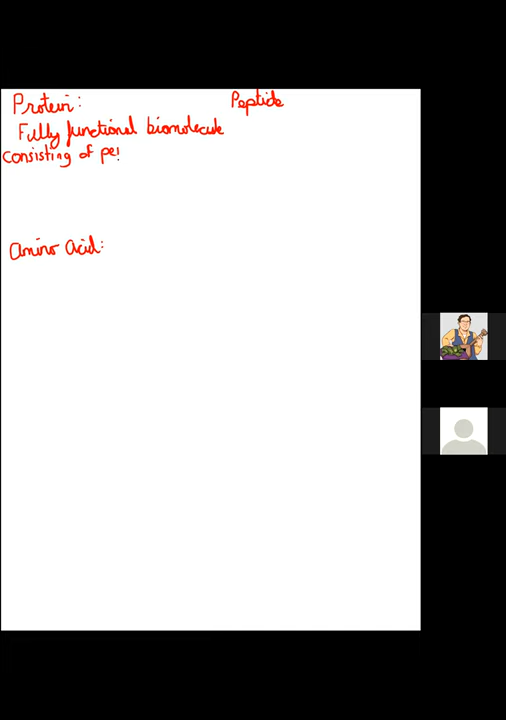 Protein:
Peptide
Fully functional biomolecule
consisting of pe
Amino Acid: